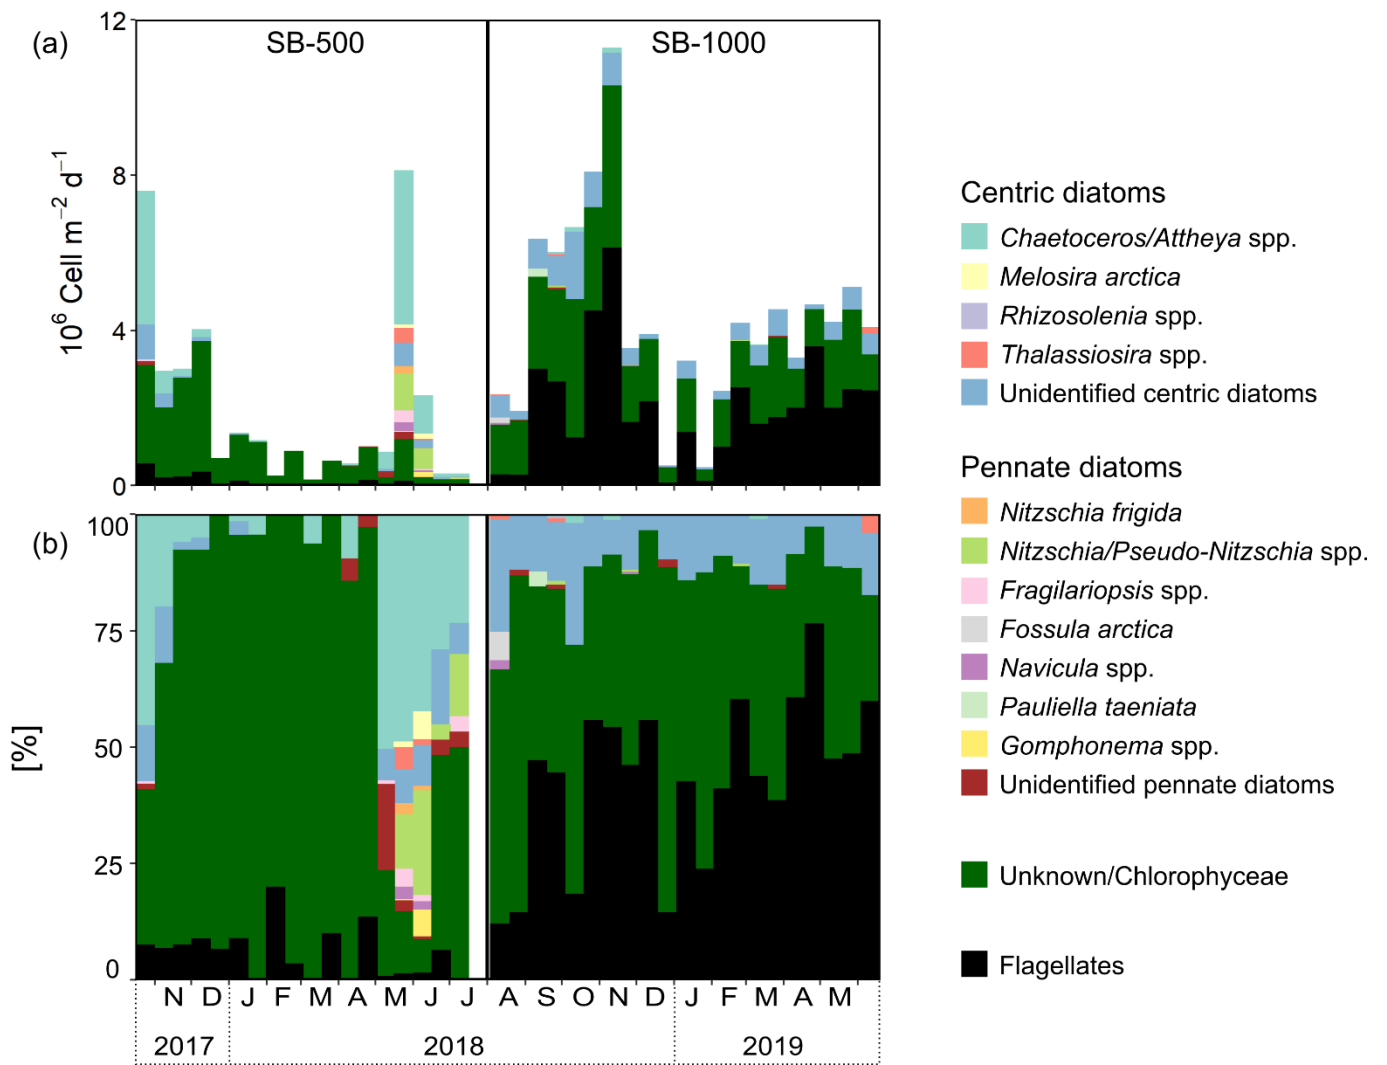 (a)
SB-500
SB-1000
12
8
4
0
10⁶ Cell m⁻² d⁻¹
(b)
100
75
50
25
0
[%]
N D J F M A M J J A S O N D J F M A M
2017 2018 2019
Centric diatoms
Chaetoceros/Attheya spp.
Melosira arctica
Rhizosolenia spp.
Thalassiosira spp.
Unidentified centric diatoms
Pennate diatoms
Nitzschia frigida
Nitzschia/Pseudo-Nitzschia spp.
Fragilariopsis spp.
Fossula arctica
Navicula spp.
Pauliella taeniata
Gomphonema spp.
Unidentified pennate diatoms
Unknown/Chlorophyceae
Flagellates